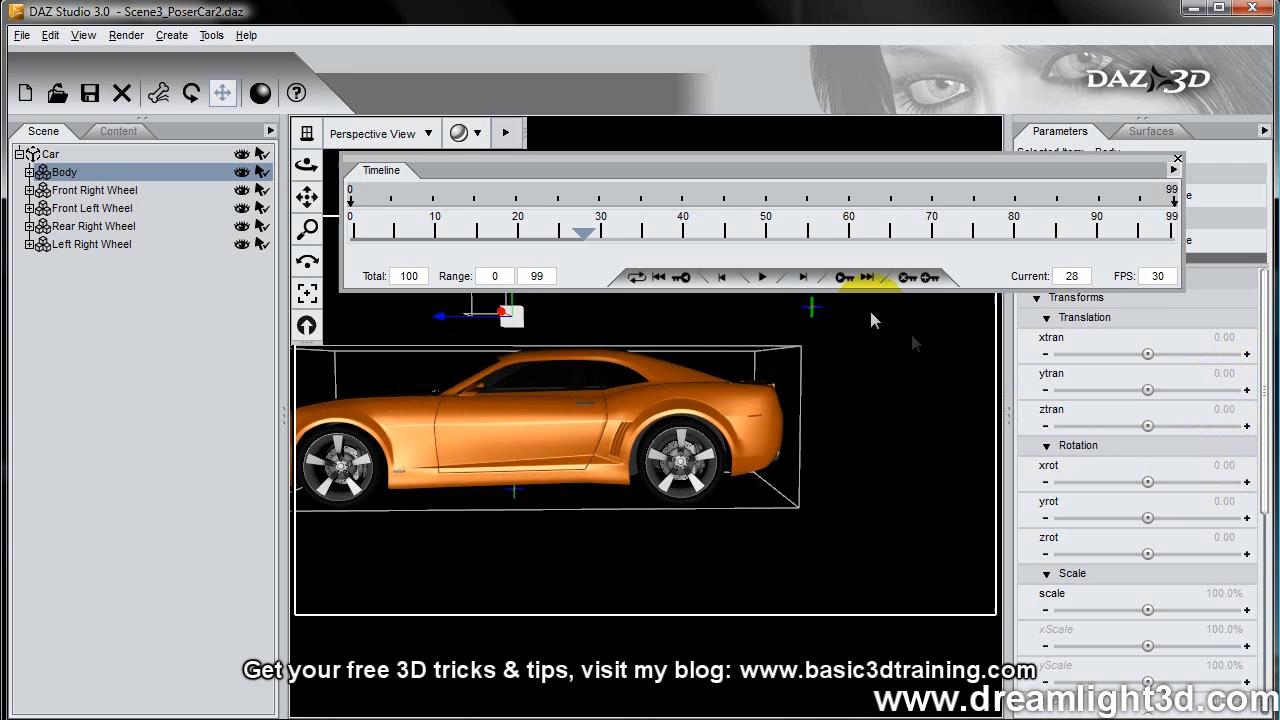 DAZ Studio 3.0 - Scene3_PoserCar2.daz
File Edit View Render Create Tools Help
DAZ 3D
Scene Content
Car
Body
Front Right Wheel
Front Left Wheel
Rear Right Wheel
Left Right Wheel
Perspective View
Timeline
0 99
0 10 20 30 40 50 60 70 80 90 99
Total: 100 Range: 0 99 Current: 28 FPS: 30
Parameters Surfaces
Transforms
Translation
xtran 0.00
ytran 0.00
ztran 0.00
Rotation
xrot 0.00
yrot 0.00
zrot 0.00
Scale
scale 100.0%
xScale 100.0%
yScale 100.0%
Get your free 3D tricks & tips, visit my blog: www.basic3dtraining.com
www.dreamlight3d.com